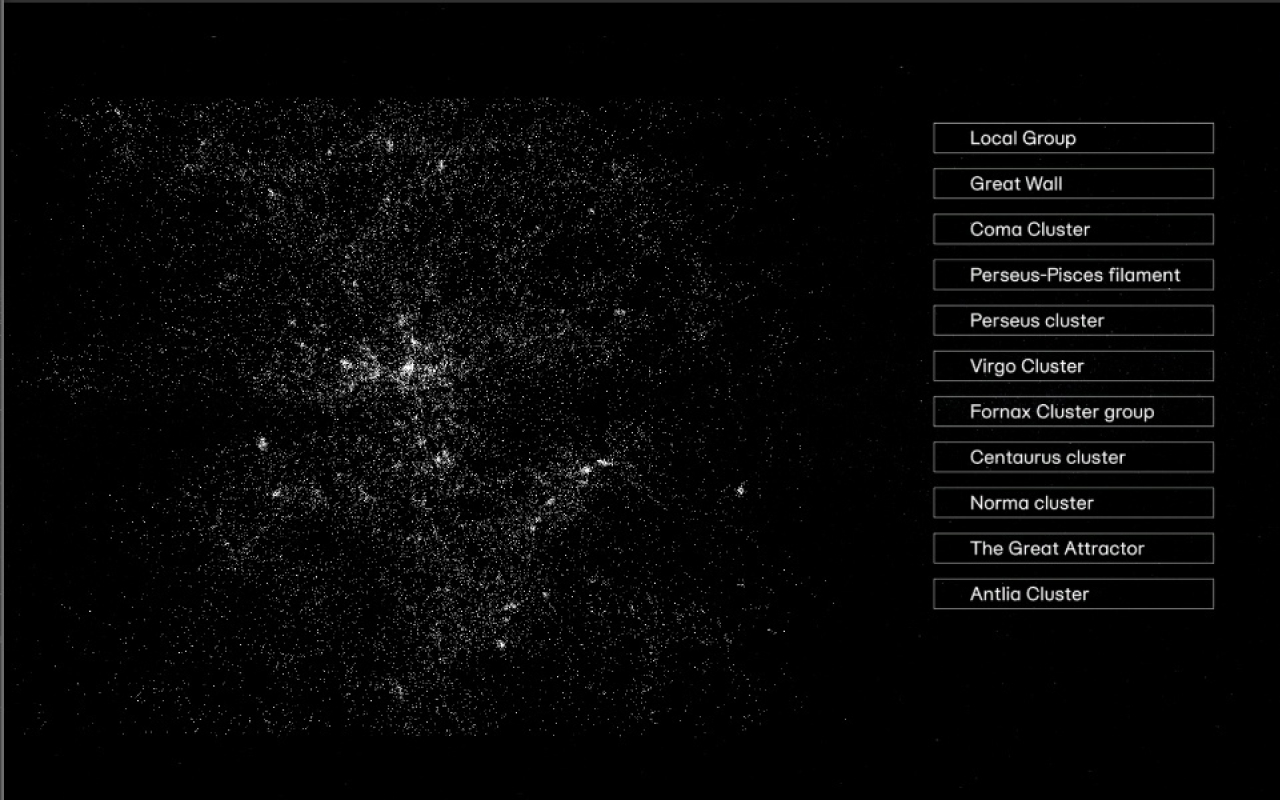 Local Group
Great Wall
Coma Cluster
Perseus-Pisces filament
Perseus cluster
Virgo Cluster
Fornax Cluster group
Centaurus cluster
Norma cluster
The Great Attractor
Antlia Cluster